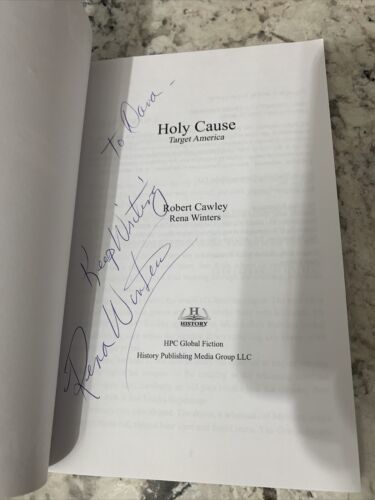 To Dava -
Keep Writing
Rena Winters
Holy Cause
Target America
Robert Cawley
Rena Winters
H
HISTORY
HPC Global Fiction
History Publishing Media Group LLC